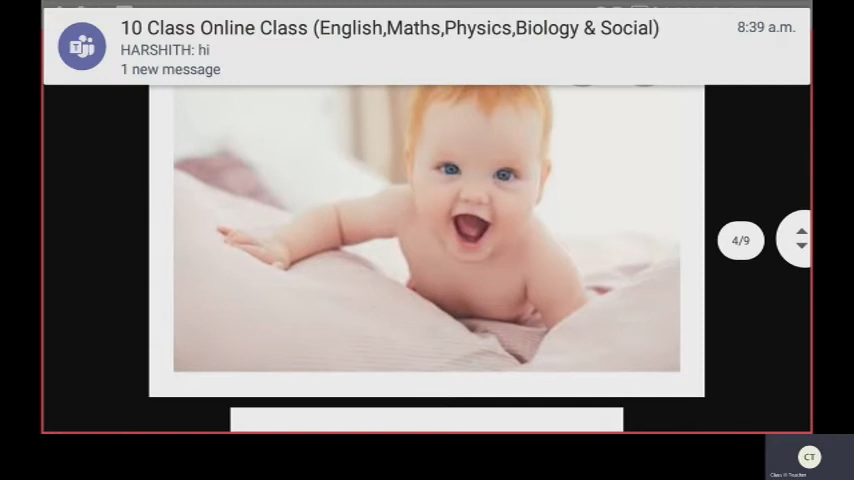 10 Class Online Class (English,Maths,Physics,Biology & Social)
8:39 a.m.
HARSHITH: hi
1 new message
4/9
CT